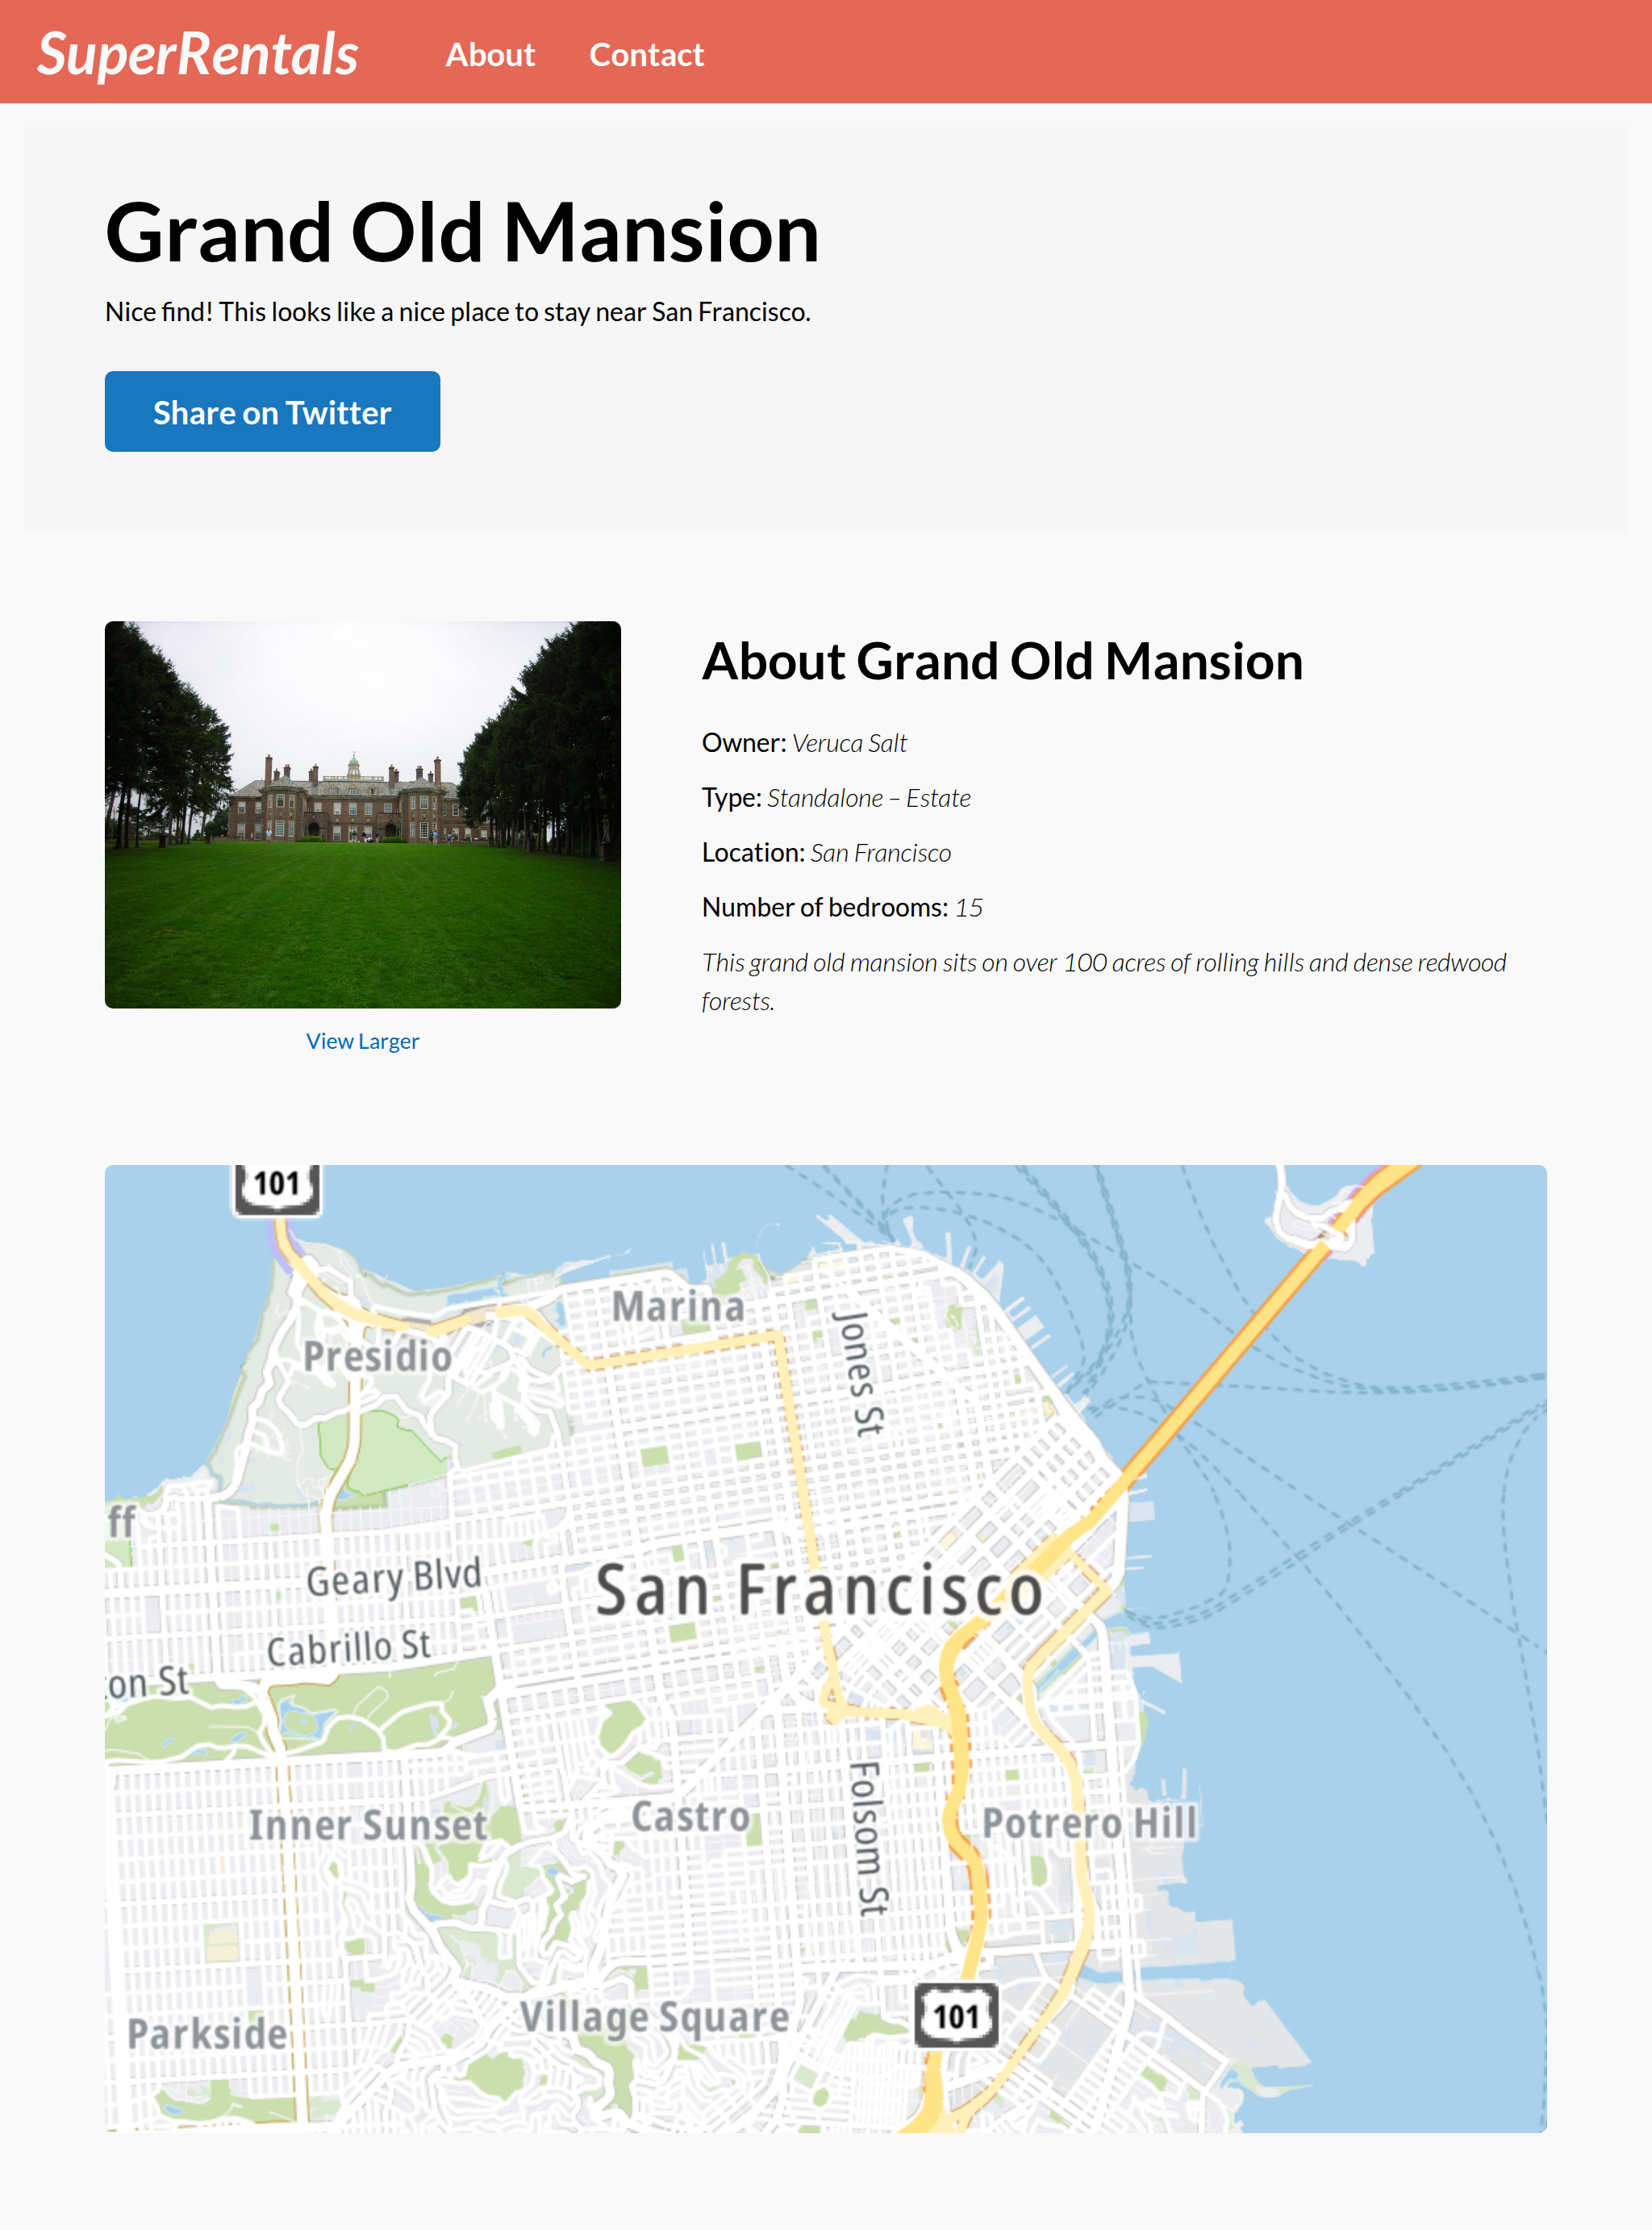 SuperRentals
About
Contact
Grand Old Mansion
Nice find! This looks like a nice place to stay near San Francisco.
Share on Twitter
About Grand Old Mansion
Owner: Veruca Salt
Type: Standalone – Estate
Location: San Francisco
Number of bedrooms: 15
This grand old mansion sits on over 100 acres of rolling hills and dense redwood
forests.
View Larger
101
Marina
Jones St
Presidio
ff
Geary Blvd
San Francisco
Cabrillo St
on St
Folsom St
Inner Sunset
Castro
Potrero Hill
Village Square
101
Parkside